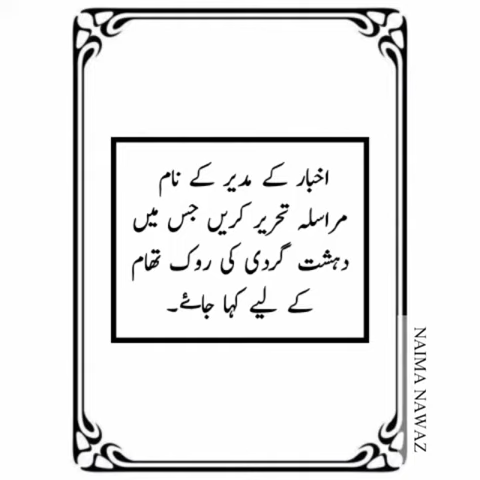 اخبار کے مدیر کے نام
مراسلہ تحریر کریں جس میں
دہشت گردی کی روک تھام
کے لیے کہا جائے۔
NAIMA NAWAZ